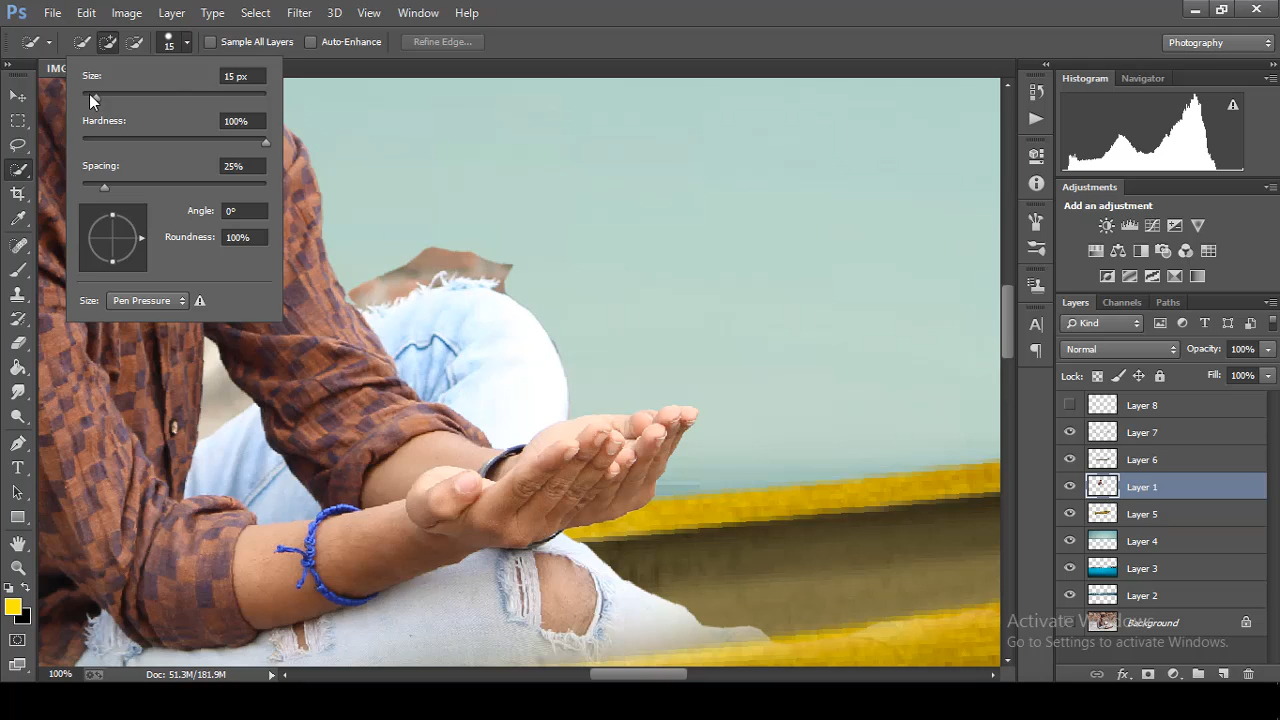 Ps File Edit Image Layer Type Select Filter 3D View Window Help
15 Sample All Layers Auto-Enhance Refine Edge... Photography
IMG
Size: 15 px
Hardness: 100%
Spacing: 25%
Angle: 0°
Roundness: 100%
Size: Pen Pressure
Histogram Navigator
Adjustments
Add an adjustment
Layers Channels Paths
Kind
Normal Opacity: 100%
Lock: Fill: 100%
Layer 8
Layer 7
Layer 6
Layer 1
Layer 5
Layer 4
Layer 3
Layer 2
Background
Activate Windows
Go to Settings to activate Windows.
100% Doc: 51.3M/181.9M